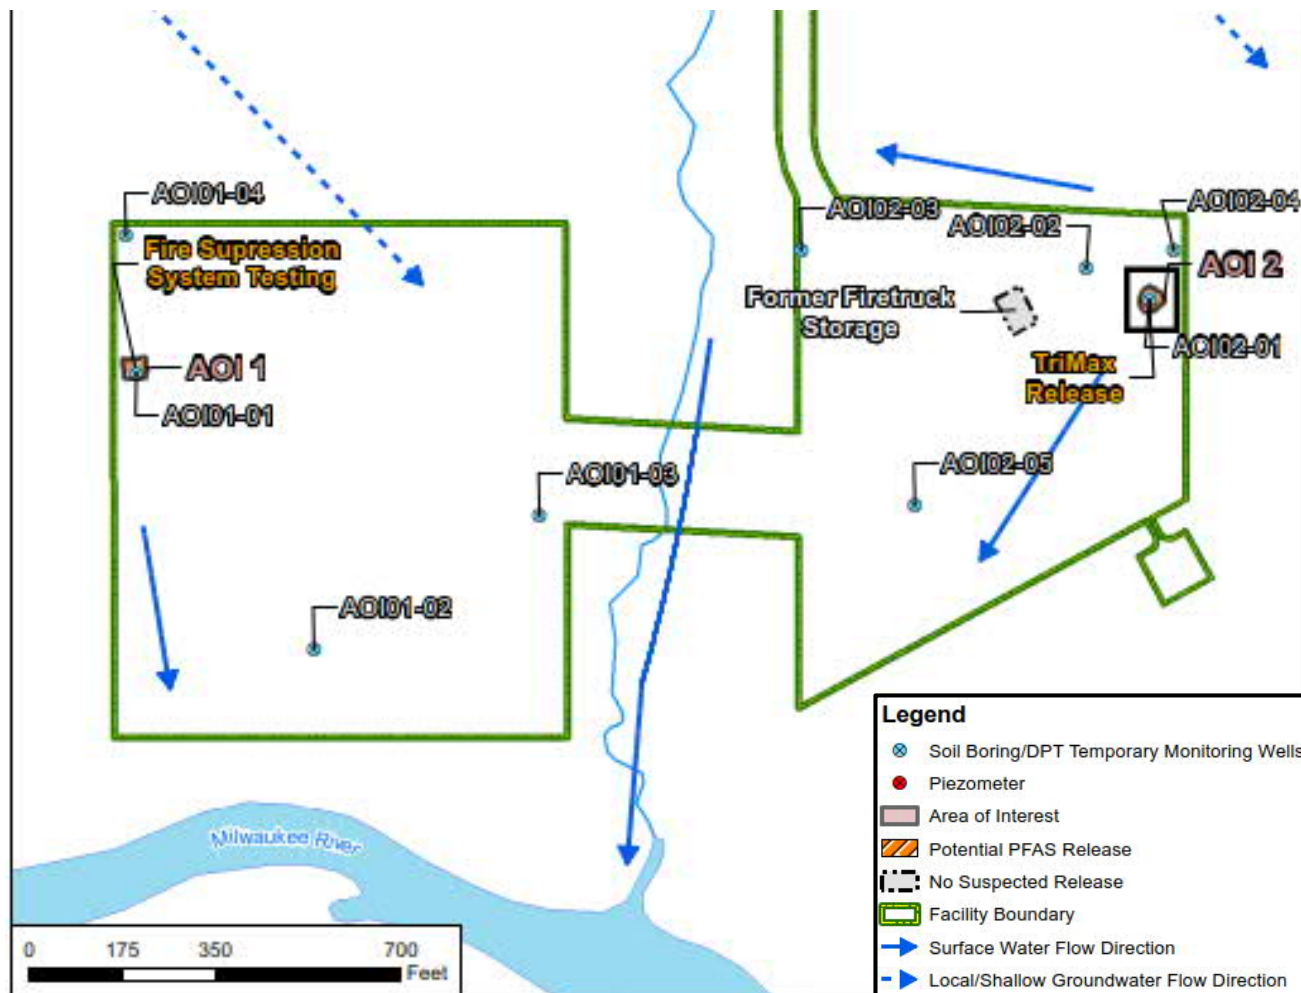 AOI01-04
Fire Supression
System Testing
AOI 1
AOI01-01
AOI01-03
AOI01-02
AOI02-03
AOI02-02
AOI02-04
AOI 2
Former Firetruck
Storage
AOI02-01
TriMax
Release
AOI02-05
Milwaukee River
0 175 350 700
Feet
Legend
Soil Boring/DPT Temporary Monitoring Wells
Piezometer
Area of Interest
Potential PFAS Release
No Suspected Release
Facility Boundary
Surface Water Flow Direction
Local/Shallow Groundwater Flow Direction